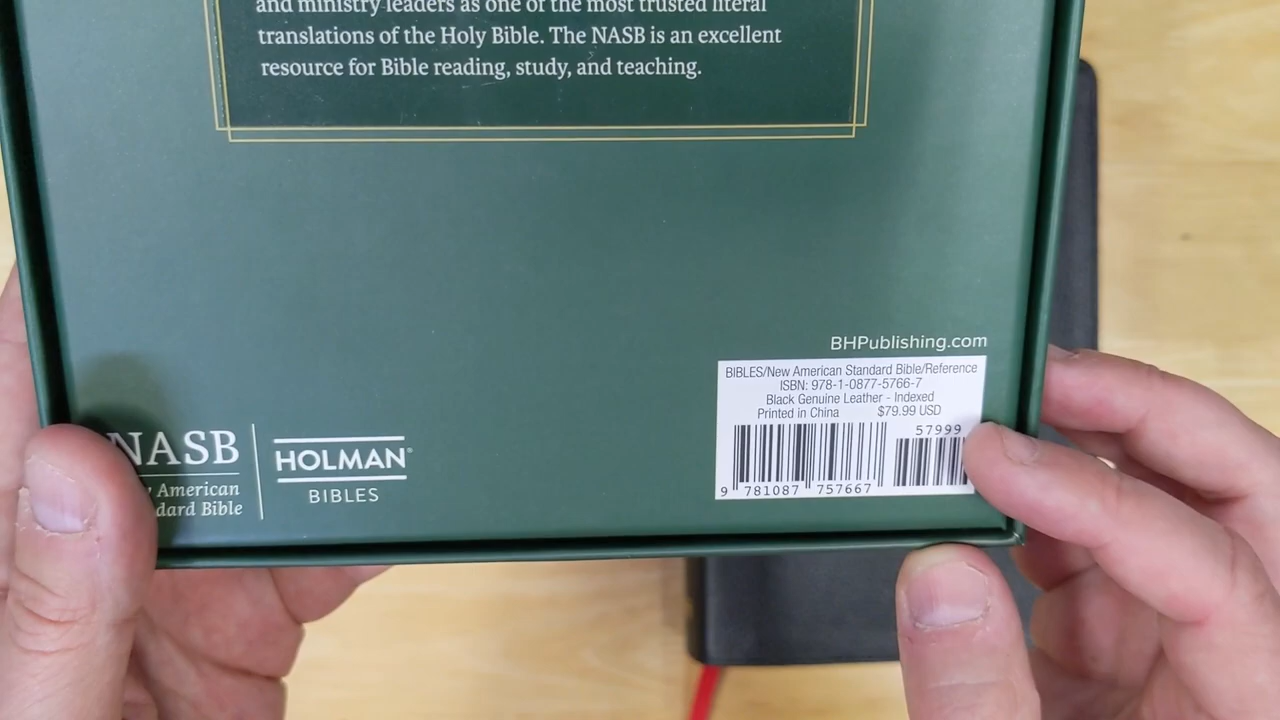 and ministry leaders as one of the most trusted literal
translations of the Holy Bible. The NASB is an excellent
resource for Bible reading, study, and teaching.
BHPublishing.com
BIBLES/New American Standard Bible/Reference
ISBN: 978-1-0877-5766-7
Black Genuine Leather - Indexed
Printed in China $79.99 USD
57999
9 781087 757667
NASB
American
dard Bible
HOLMAN®
BIBLES